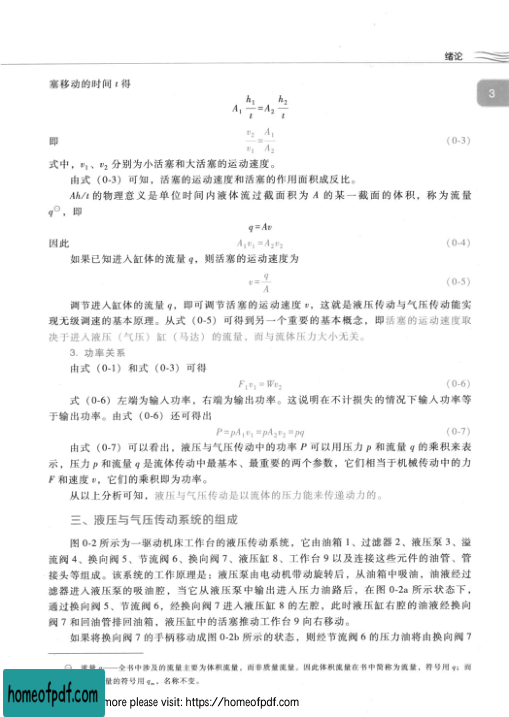 绪论
3
塞移动的时间 t 得
A₁ h₁/t = A₂ h₂/t
即 v₂/v₁ = A₁/A₂ (0-3)
式中，v₁、v₂ 分别为小活塞和大活塞的运动速度。
由式（0-3）可知，活塞的运动速度和活塞的作用面积成反比。
Ah/t 的物理意义是单位时间内液体流过截面积为 A 的某一截面的体积，称为流量
q㊀，即
q=Av
因此 A₁v₁=A₂v₂ (0-4)
如果已知进入缸体的流量 q，则活塞的运动速度为
v=q/A (0-5)
调节进入缸体的流量 q，即可调节活塞的运动速度 v，这就是液压传动与气压传动能实
现无级调速的基本原理。从式（0-5）可得到另一个重要的基本概念，即活塞的运动速度取
决于进入液压（气压）缸（马达）的流量，而与流体压力大小无关。
3. 功率关系
由式（0-1）和式（0-3）可得
F₁v₁=Wv₂ (0-6)
式（0-6）左端为输入功率，右端为输出功率。这说明在不计损失的情况下输入功率等
于输出功率。由式（0-6）还可得出
P=pA₁v₁=pA₂v₂=pq (0-7)
由式（0-7）可以看出，液压与气压传动中的功率 P 可以用压力 p 和流量 q 的乘积来表
示，压力 p 和流量 q 是流体传动中最基本、最重要的两个参数，它们相当于机械传动中的力
F 和速度 v，它们的乘积即为功率。
从以上分析可知，液压与气压传动是以流体的压力能来传递动力的。
三、液压与气压传动系统的组成
图 0-2 所示为一驱动机床工作台的液压传动系统，它由油箱 1、过滤器 2、液压泵 3、溢
流阀 4、换向阀 5、节流阀 6、换向阀 7、液压缸 8、工作台 9 以及连接这些元件的油管、管
接头等组成。该系统的工作原理是：液压泵由电动机带动旋转后，从油箱中吸油，油液经过
滤器进入液压泵的吸油腔，当它从液压泵中输出进入压力油路后，在图 0-2a 所示状态下，
通过换向阀 5、节流阀 6，经换向阀 7 进入液压缸 8 的左腔，此时液压缸右腔的油液经换向
阀 7 和回油管排回油箱，液压缸中的活塞推动工作台 9 向右移动。
如果将换向阀 7 的手柄移动成图 0-2b 所示的状态，则经节流阀 6 的压力油将由换向阀 7
㊀ 流量 q——全书中涉及的流量主要为体积流量，而非质量流量。因此体积流量在书中简称为流量，符号用 q；而
量的符号用 qₘ，名称不变。
homeofpdf.com
more please visit: https://homeofpdf.com